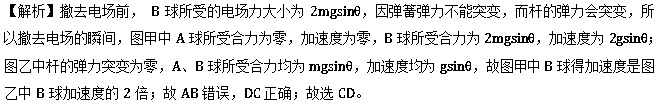 【解析】撤去电场前， B 球所受的电场力大小为 2mgsinθ，因弹簧弹力不能突变，而杆的弹力会突变，所
以撤去电场的瞬间，图甲中 A 球所受合力为零，加速度为零，B 球所受合力为 2mgsinθ，加速度为 2gsinθ；
图乙中杆的弹力突变为零，A、B 球所受合力均为 mgsinθ，加速度均为 gsinθ，故图甲中 B 球得加速度是图
乙中 B 球加速度的 2 倍；故 AB 错误，DC 正确；故选 CD。